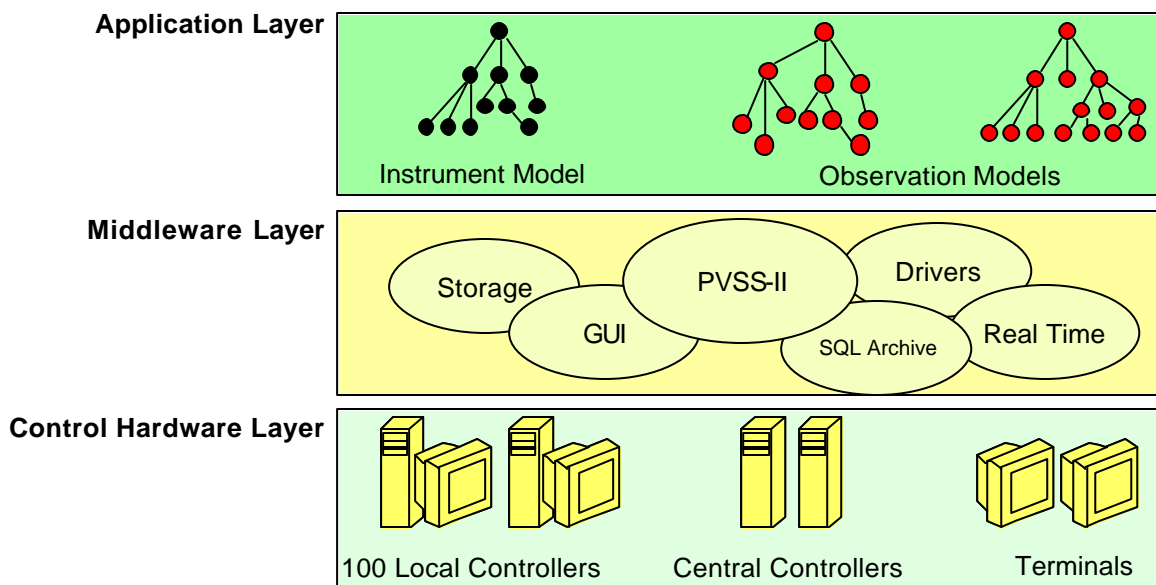 Application Layer
Instrument Model
Observation Models
Middleware Layer
Storage
GUI
PVSS-II
Drivers
SQL Archive
Real Time
Control Hardware Layer
100 Local Controllers
Central Controllers
Terminals